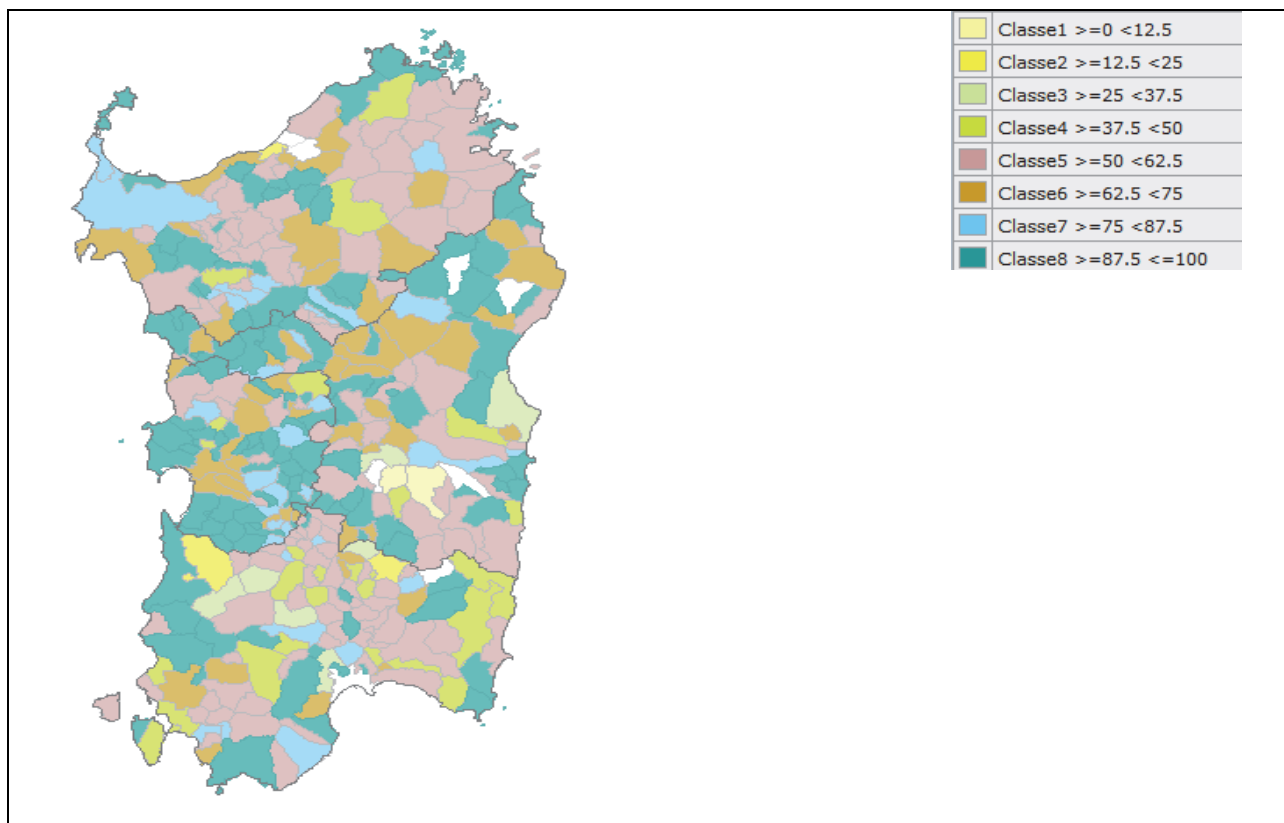 Classe1 >=0 <12.5
Classe2 >=12.5 <25
Classe3 >=25 <37.5
Classe4 >=37.5 <50
Classe5 >=50 <62.5
Classe6 >=62.5 <75
Classe7 >=75 <87.5
Classe8 >=87.5 <=100